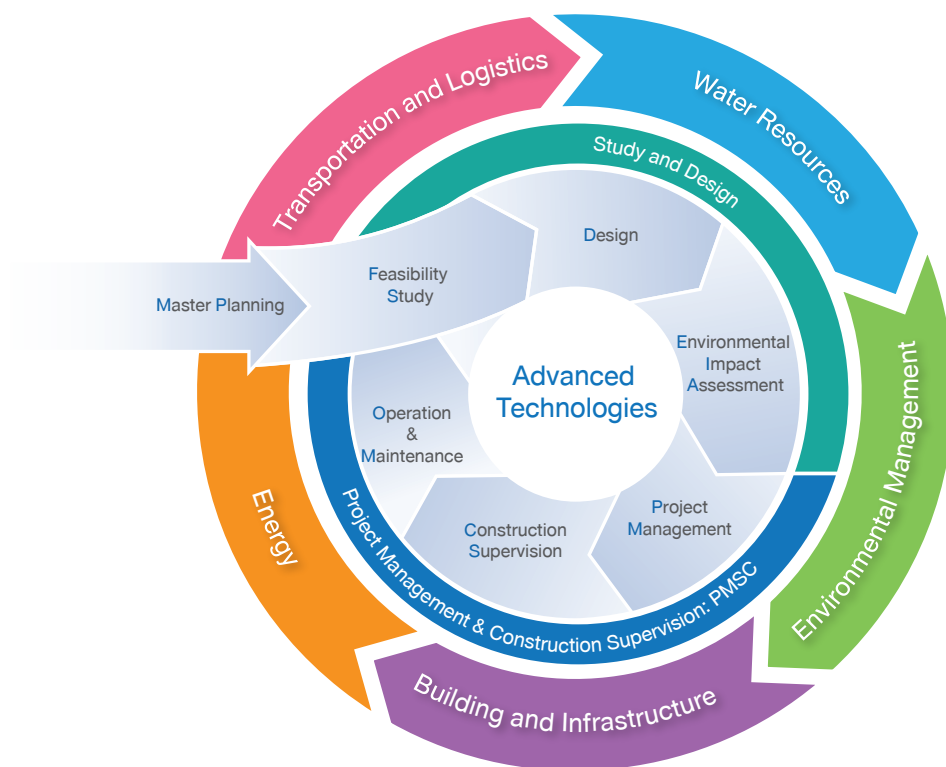 Transportation and Logistics
Water Resources
Study and Design
Design
Master Planning
Feasibility
Study
Environmental
Impact
Assessment
Advanced
Technologies
Operation
&
Maintenance
Project
Management
Construction
Supervision
Energy
Environmental Management
Project Management & Construction Supervision: PMSC
Building and Infrastructure